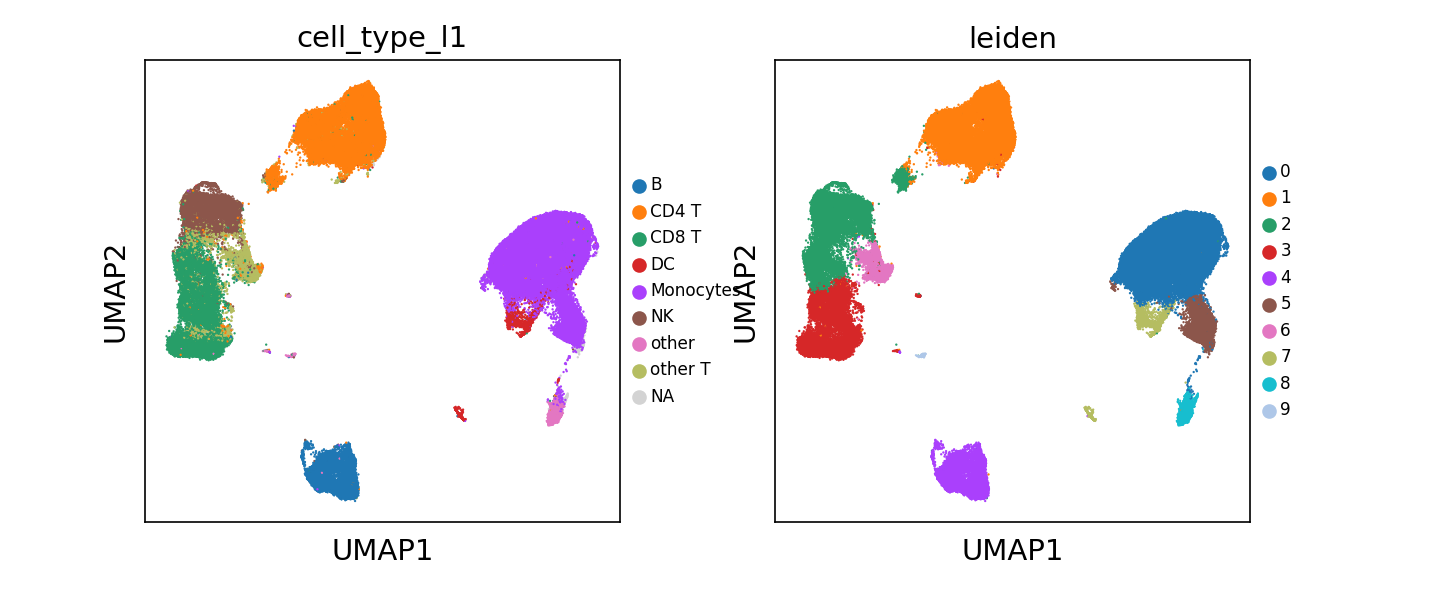 cell_type_l1
UMAP2
UMAP1
B
CD4 T
CD8 T
DC
Monocytes
NK
other
other T
NA
leiden
UMAP2
UMAP1
0
1
2
3
4
5
6
7
8
9